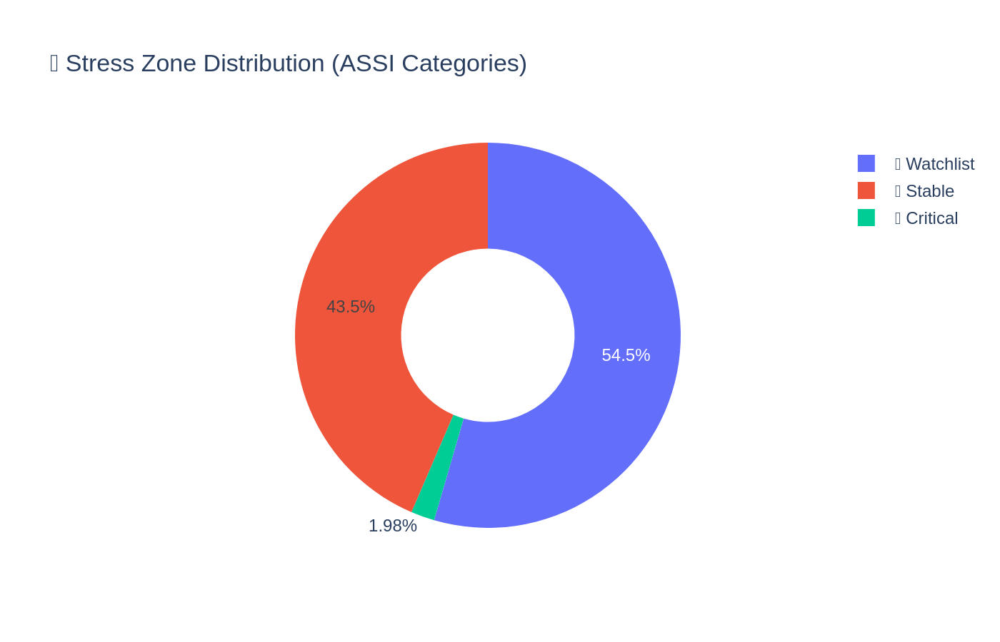 Stress Zone Distribution (ASSI Categories)
Watchlist
Stable
Critical
43.5%
54.5%
1.98%